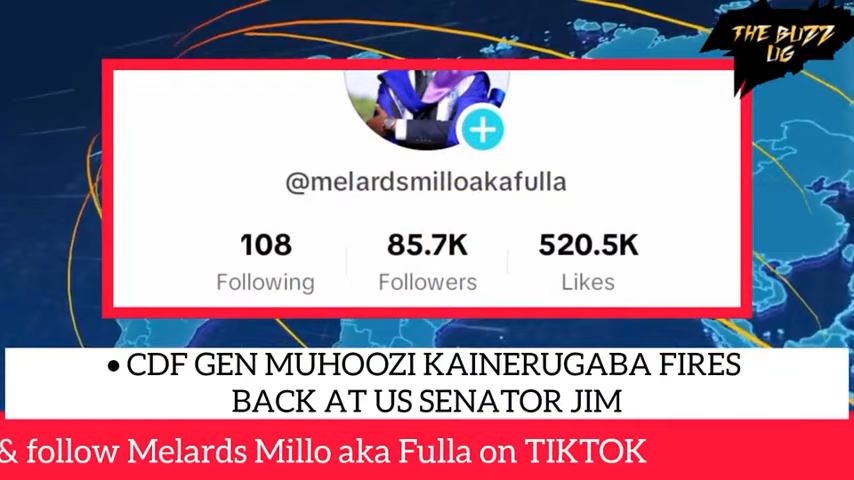 THE BUZZ
UG
@melardsmilloakafulla
108 85.7K 520.5K
Following Followers Likes
• CDF GEN MUHOOZI KAINERUGABA FIRES
BACK AT US SENATOR JIM
& follow Melards Millo aka Fulla on TIKTOK